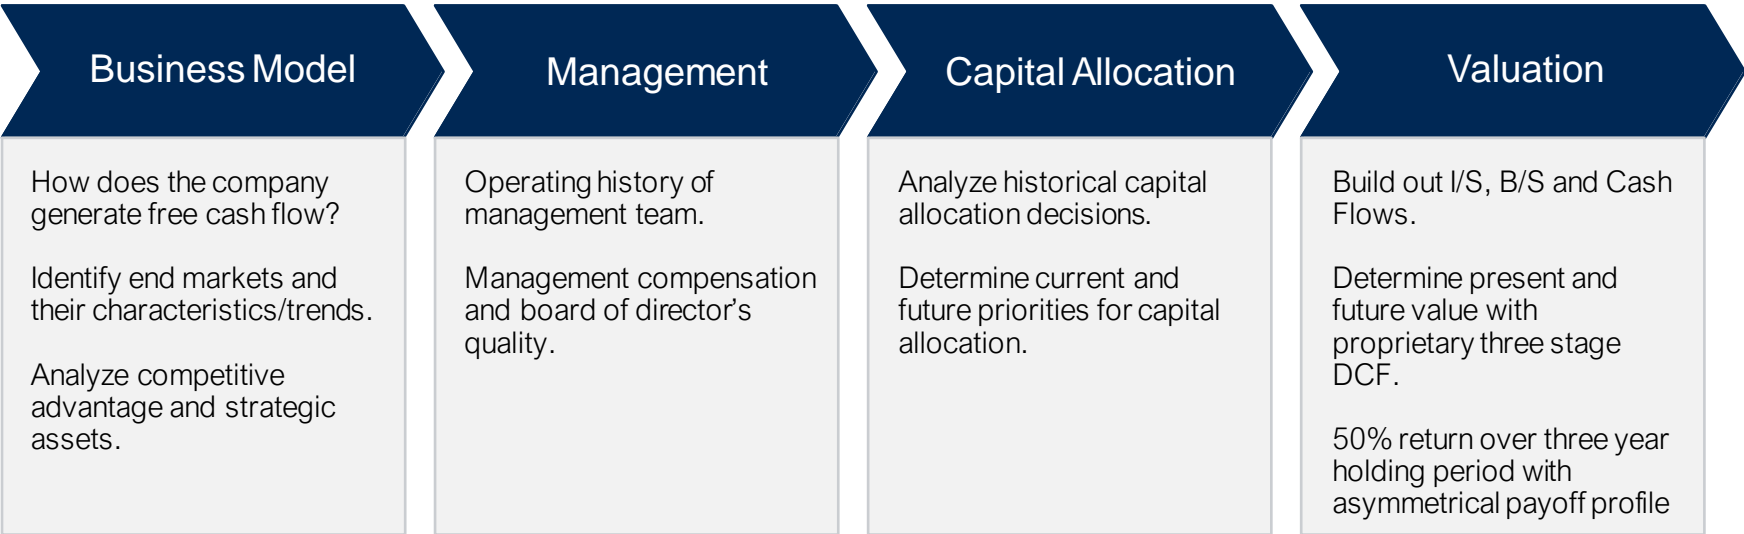 Business Model
How does the company
generate free cash flow?
Identify end markets and
their characteristics/trends.
Analyze competitive
advantage and strategic
assets.
Management
Operating history of
management team.
Management compensation
and board of director’s
quality.
Capital Allocation
Analyze historical capital
allocation decisions.
Determine current and
future priorities for capital
allocation.
Valuation
Build out I/S, B/S and Cash
Flows.
Determine present and
future value with
proprietary three stage
DCF.
50% return over three year
holding period with
asymmetrical payoff profile